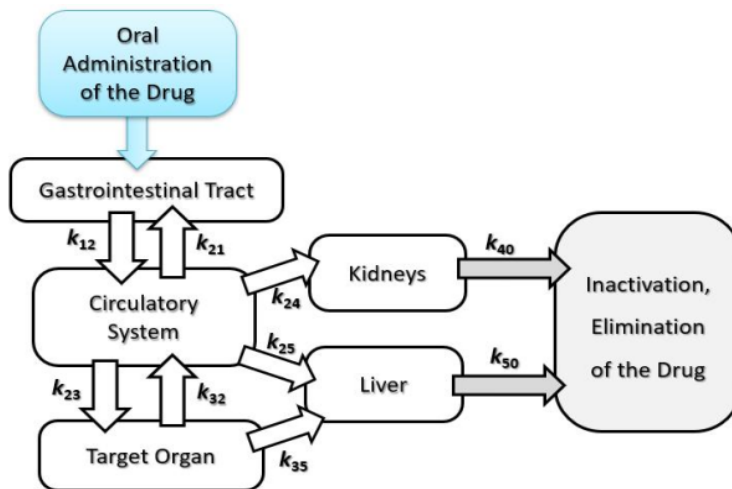 Oral
Administration
of the Drug
Gastrointestinal Tract
k12
k21
Circulatory
System
k24
Kidneys
k40
Inactivation,
Elimination
of the Drug
k25
Liver
k50
k23
k32
Target Organ
k35